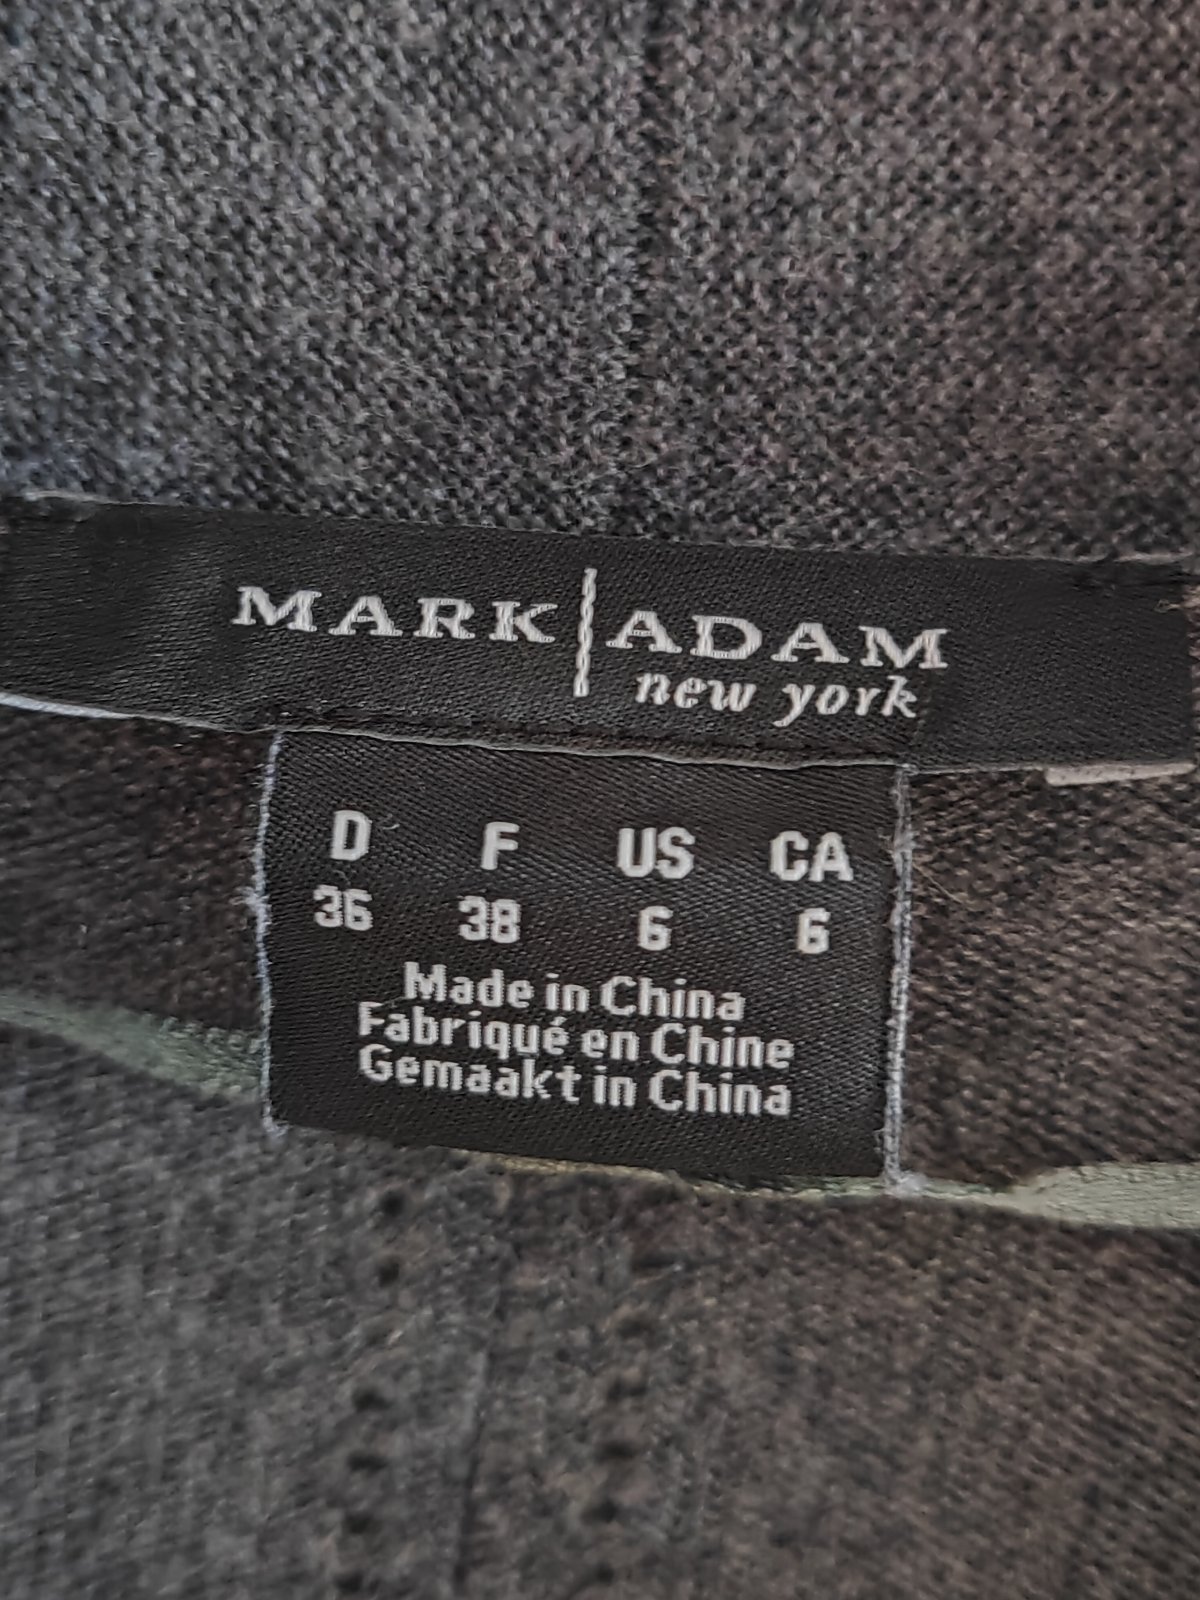 MARK|ADAM
new york
D F US CA
36 38 6 6
Made in China
Fabriqué en Chine
Gemaakt in China